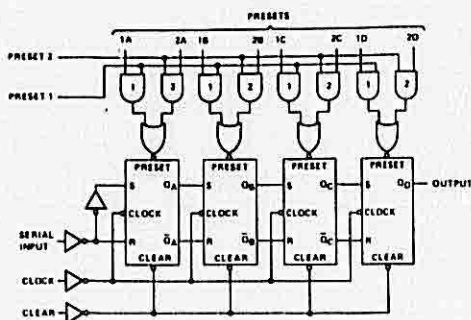 PRESETS
1A 2A 1B 2B 1C 2C 1D 2D
PRESET 2
PRESET 1
1 3 1 2 1 2 1 2
PRESET PRESET PRESET PRESET
S QA S QB S QC S QD OUTPUT
CLOCK CLOCK CLOCK CLOCK
SERIAL
INPUT
R Q̄A R Q̄B R Q̄C R
CLEAR CLEAR CLEAR CLEAR
CLOCK
CLEAR